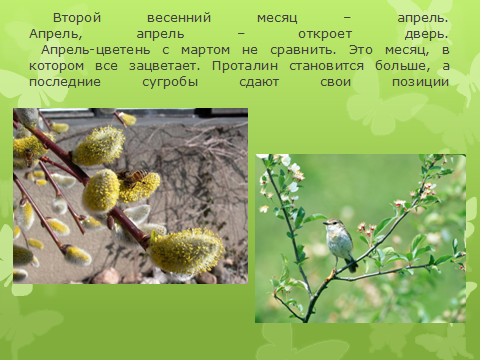 Второй весенний месяц – апрель.
Апрель, апрель – откроет дверь.
Апрель-цветень с мартом не сравнить. Это месяц, в
котором все зацветает. Проталин становится больше, а
последние сугробы сдают свои позиции